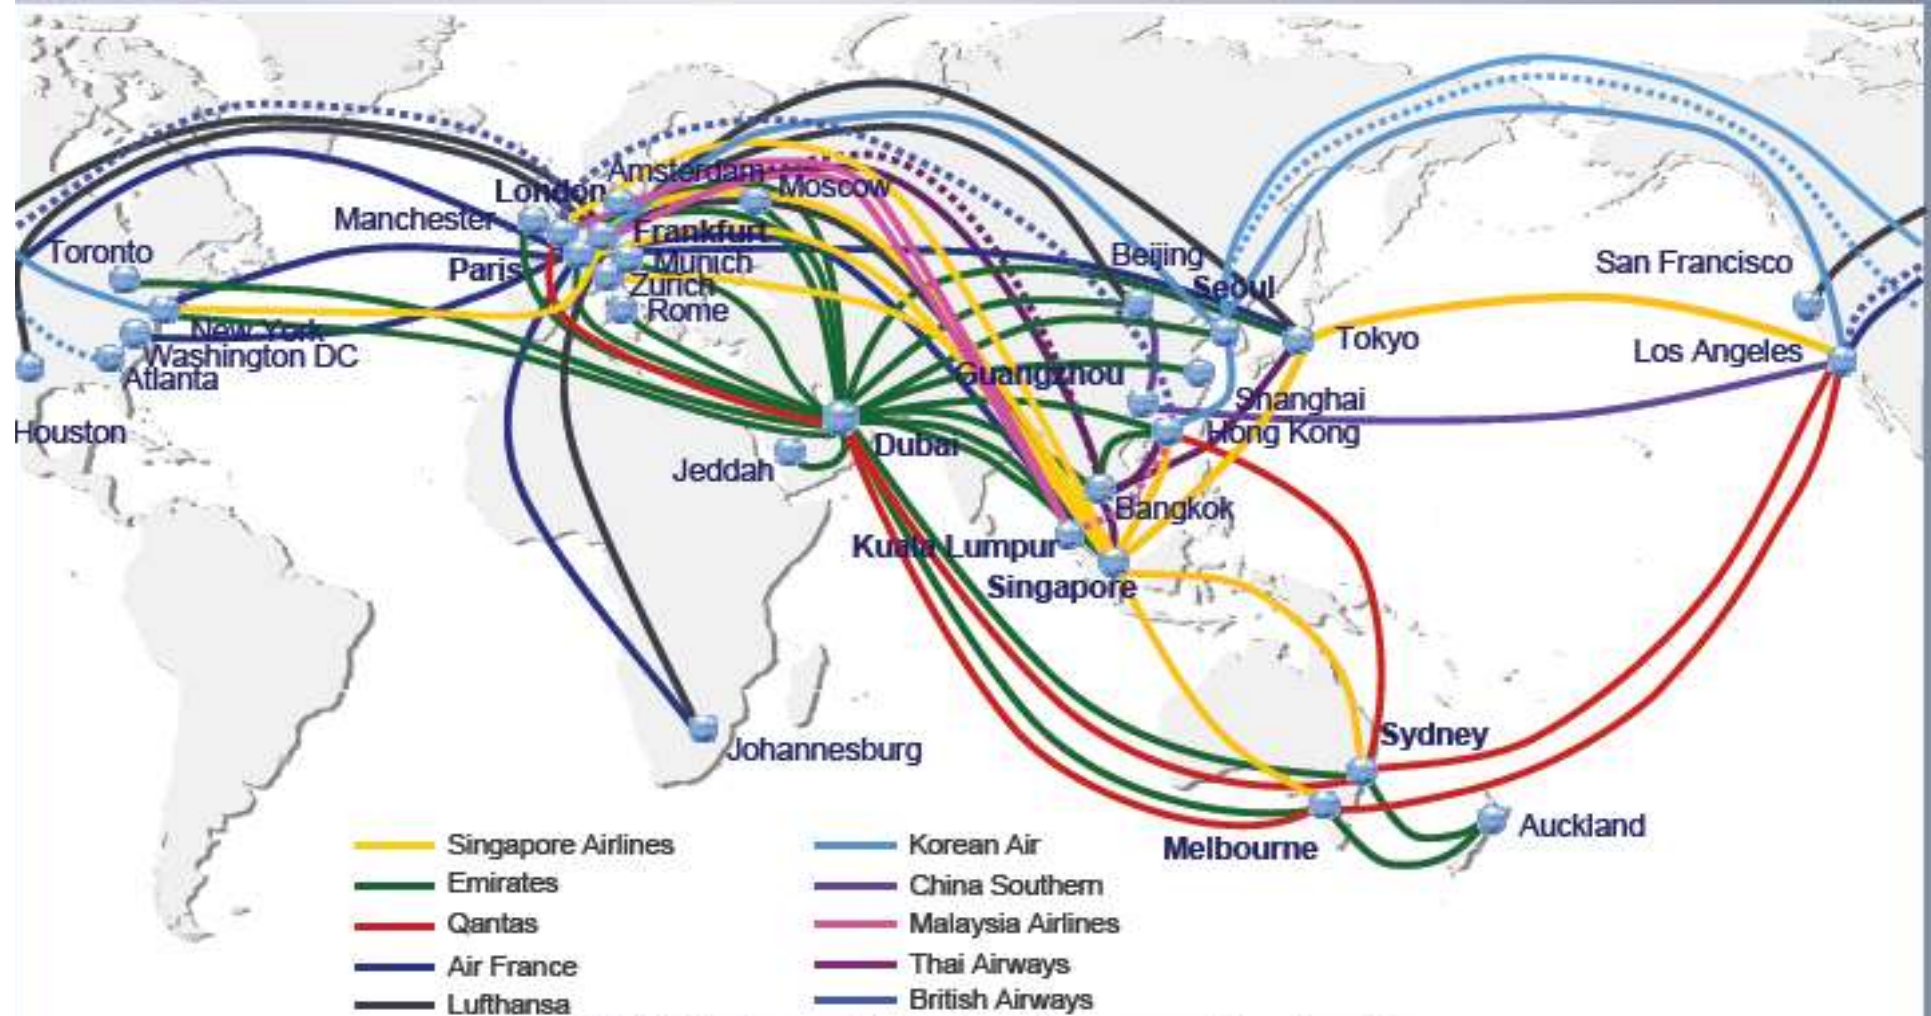 Amsterdam
London
Moscow
Manchester
Frankfurt
Toronto
Beijing
Paris
Munich
San Francisco
Zurich
Seoul
Rome
New York
Tokyo
Washington DC
Los Angeles
Atlanta
Guangzhou
Shanghai
Houston
Hong Kong
Dubai
Jeddah
Bangkok
Kuala Lumpur
Singapore
Sydney
Johannesburg
Auckland
Melbourne
Singapore Airlines
Emirates
Qantas
Air France
Lufthansa
Korean Air
China Southern
Malaysia Airlines
Thai Airways
British Airways